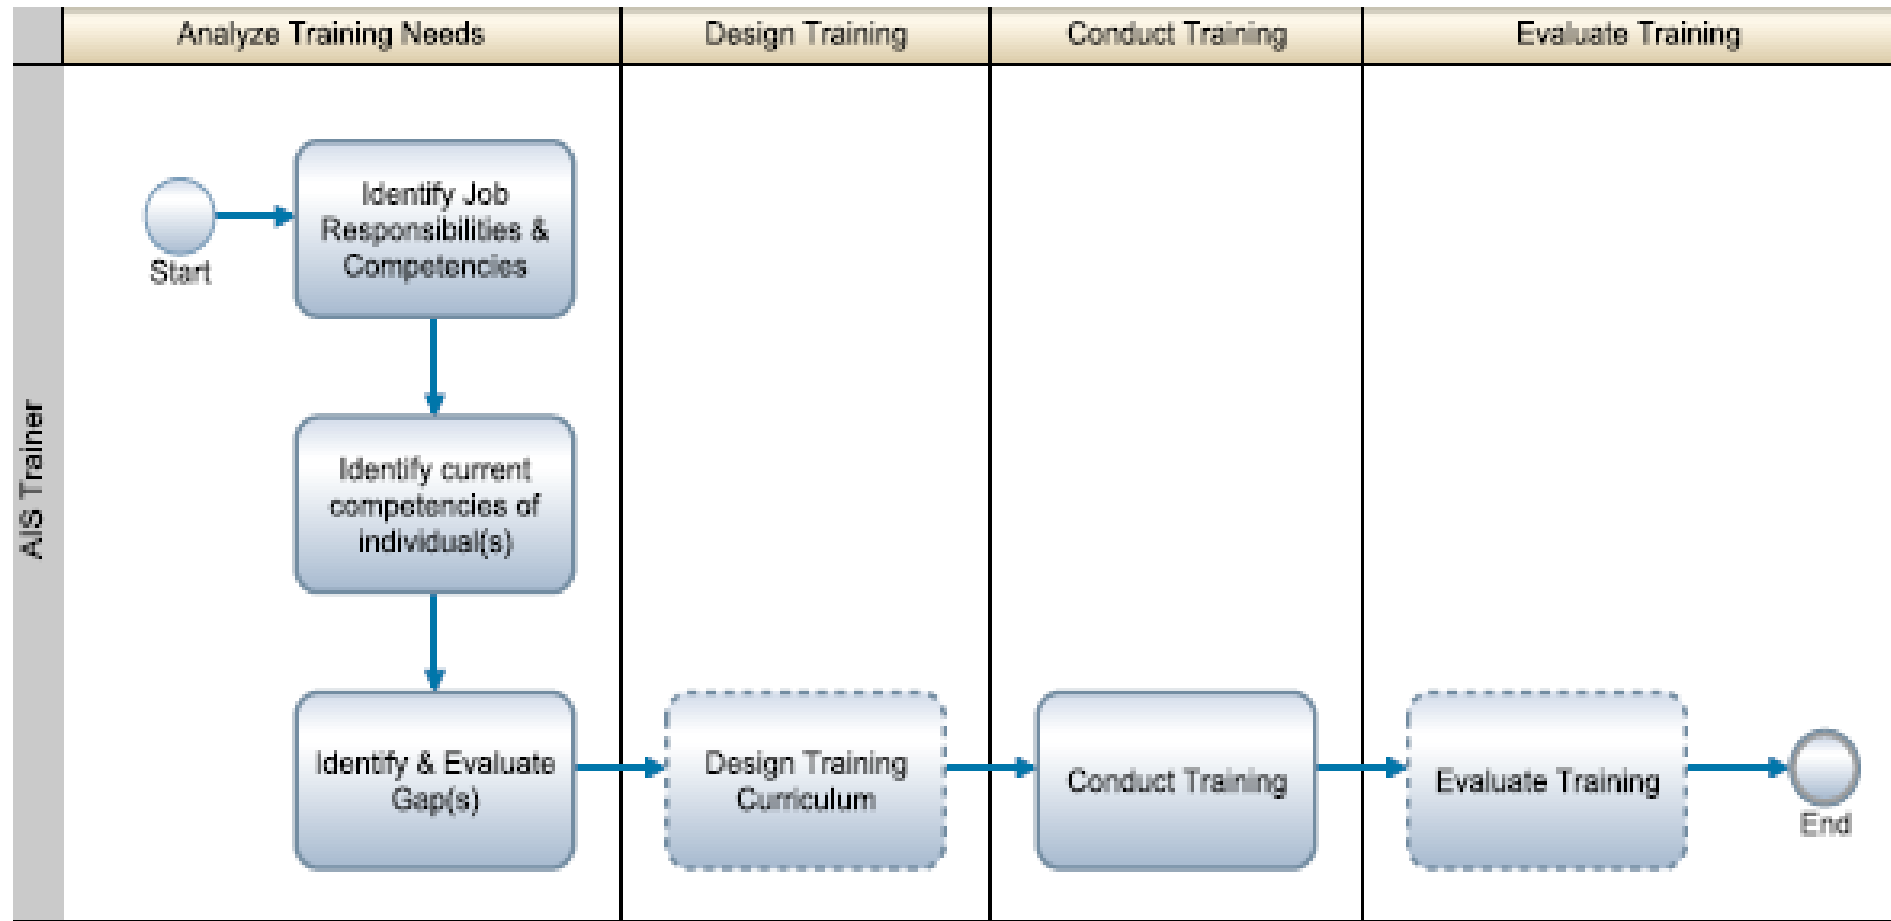 Analyze Training Needs
Design Training
Conduct Training
Evaluate Training
AIS Trainer
Start
Identify Job
Responsibilities &
Competencies
Identify current
competencies of
individual(s)
Identify & Evaluate
Gap(s)
Design Training
Curriculum
Conduct Training
Evaluate Training
End